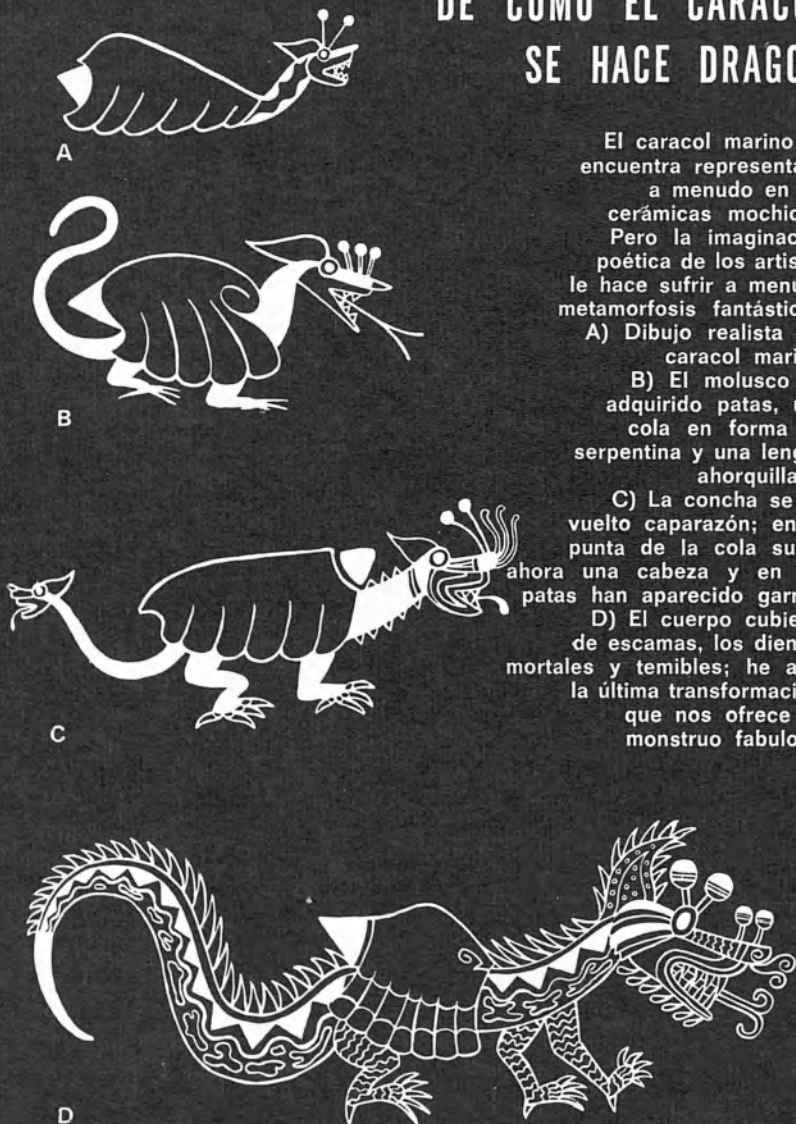 DE COMO EL CARACO
SE HACE DRAGO
El caracol marino
encuentra representa
a menudo en
cerámicas mochic
Pero la imaginac
poética de los artis
le hace sufrir a menu
metamorfosis fantástic
A) Dibujo realista
caracol mari
B) El molusco
adquirido patas, u
cola en forma
serpentina y una leng
ahorquilla
C) La concha se
vuelto caparazón; en
punta de la cola su
ahora una cabeza y en
patas han aparecido garr
D) El cuerpo cubie
de escamas, los dien
mortales y temibles; he a
la última transformaci
que nos ofrece
monstruo fabulo
A
B
C
D